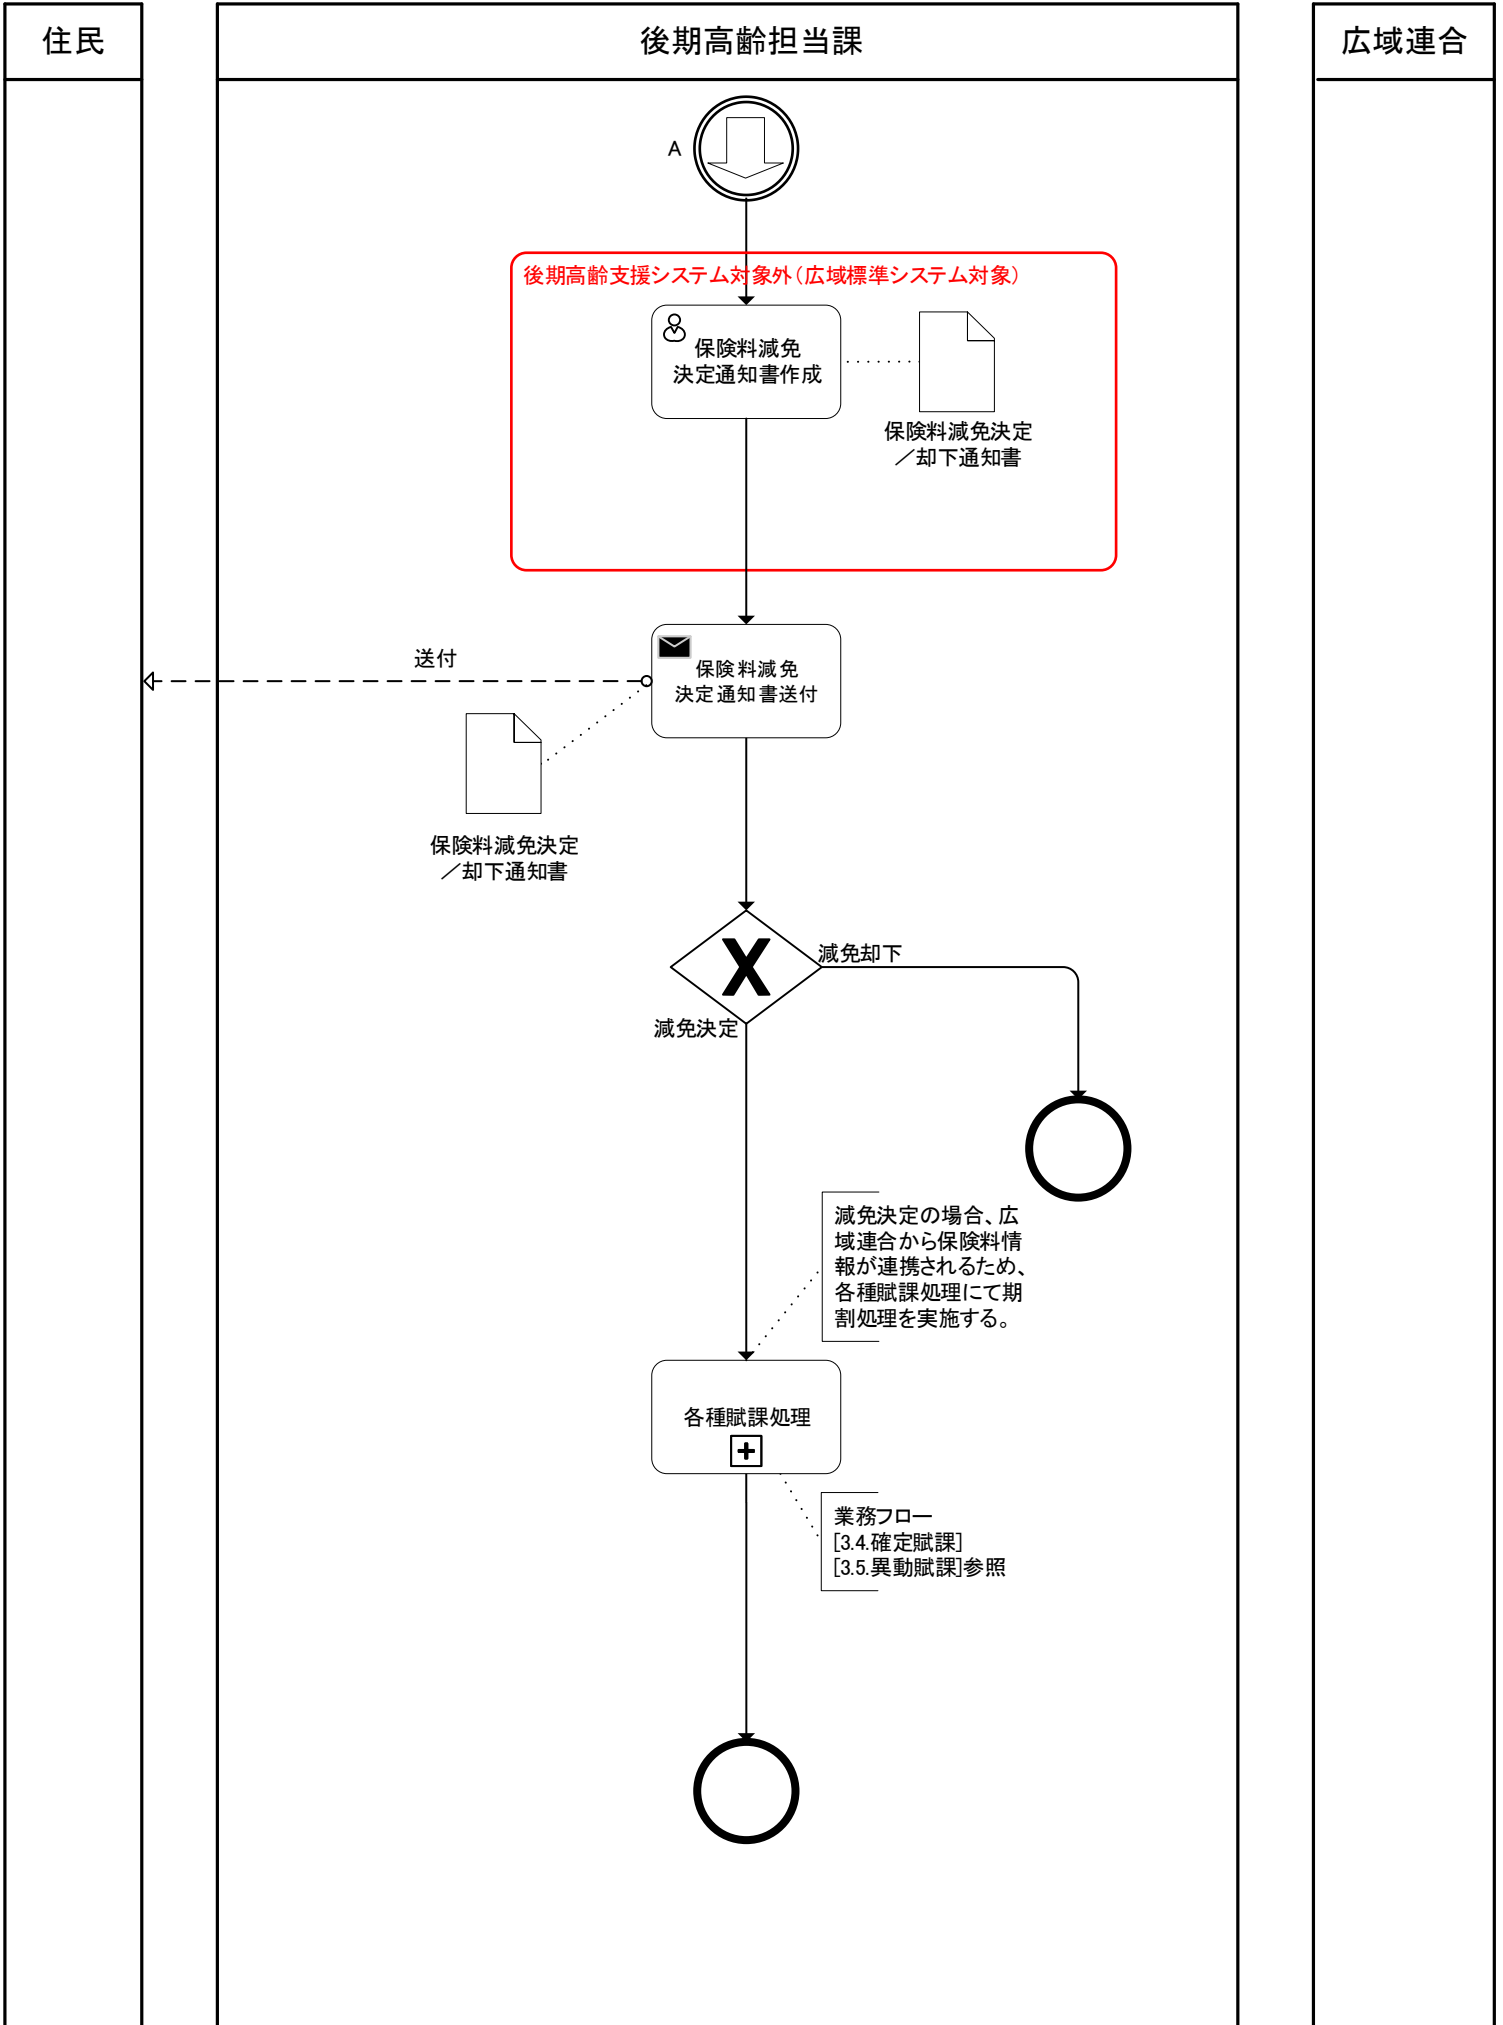 住民
後期高齢担当課
広域連合
A
後期高齢支援システム対象外（広域標準システム対象）
保険料減免
決定通知書作成
保険料減免決定
／却下通知書
送付
保険料減免
決定通知書送付
保険料減免決定
／却下通知書
減免却下
減免決定
減免決定の場合、広
域連合から保険料情
報が連携されるため、
各種賦課処理にて期
割処理を実施する。
各種賦課処理
業務フロー
[3.4.確定賦課]
[3.5.異動賦課]参照